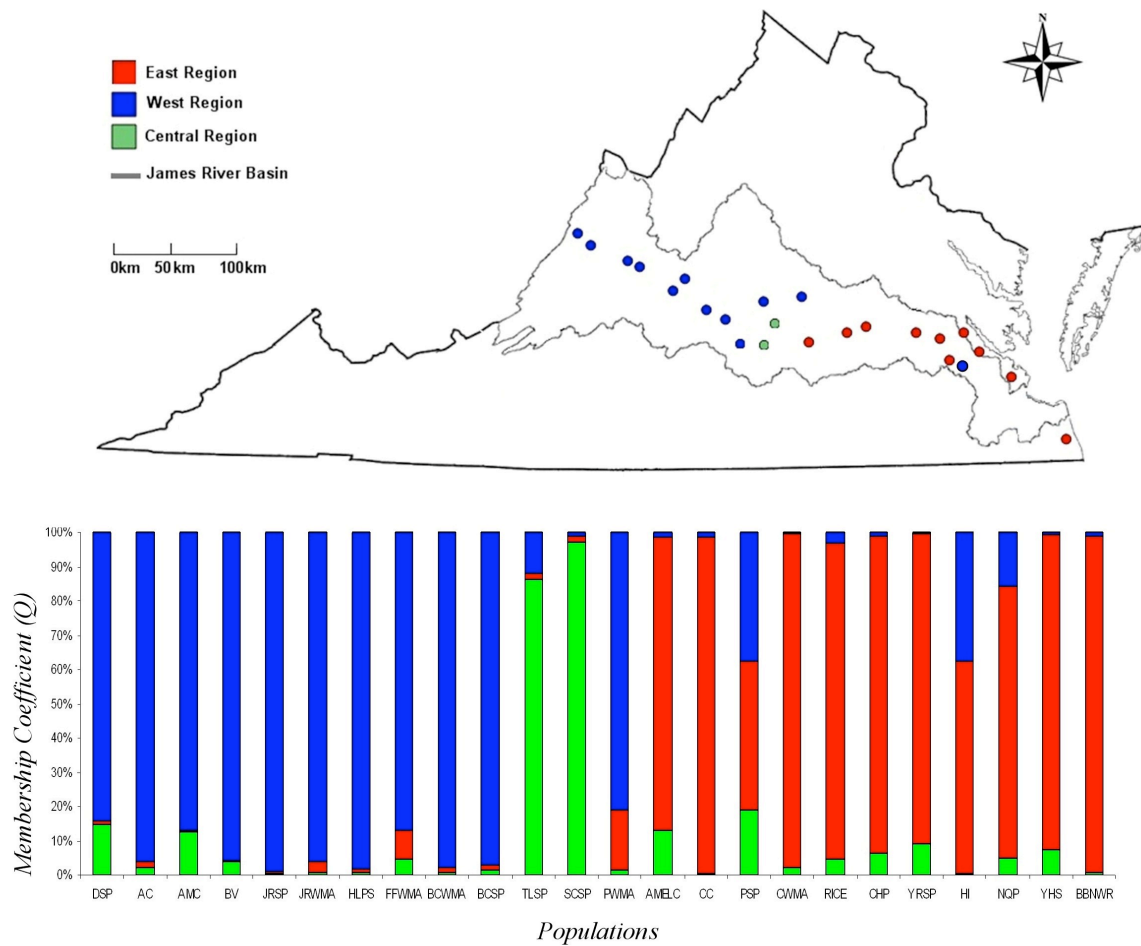 N
East Region
West Region
Central Region
James River Basin
0km 50km 100km
100%
90%
80%
70%
60%
50%
40%
30%
20%
10%
0%
Membership Coefficient (Q)
DSP AC AMC BV JRSP JRWMA HLPS FFWMA BCWMA BCSP TLSP SCSP PWMA AMELC CC PSP CWMA RICE CHP YRSP HI NQP YHS BBNWR
Populations